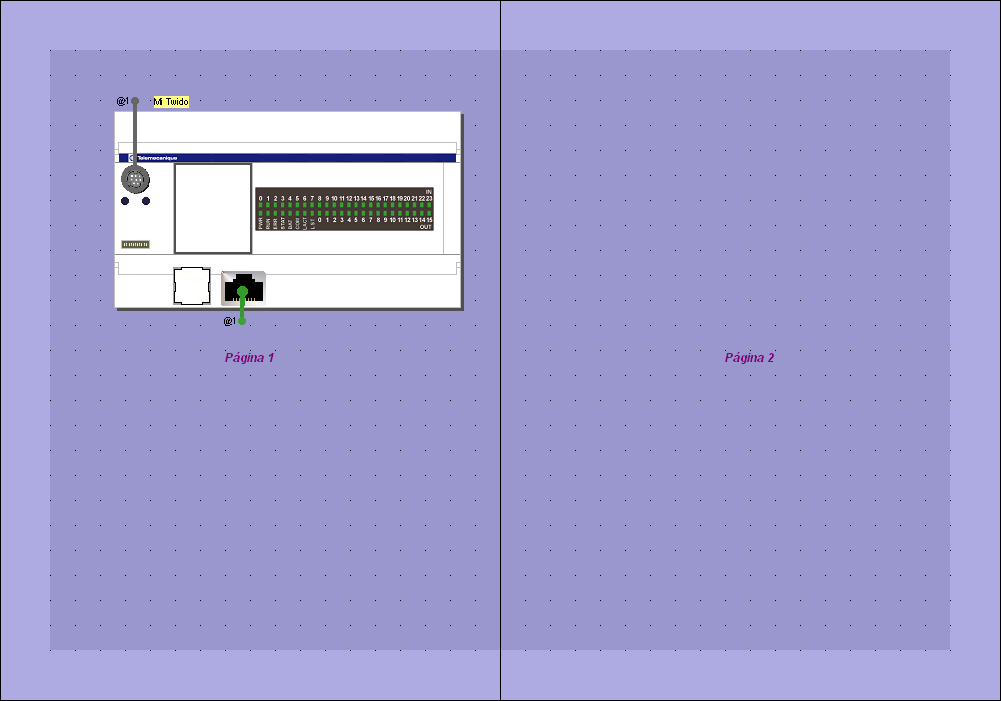 @1 Mi Twido
Telemecanique
IN
0 1 2 3 4 5 6 7 8 9 10 11 12 13 14 15 16 17 18 19 20 21 22 23
PWR RUN ERR STAT BAT COM L.ACT L.ST 0 1 2 3 4 5 6 7 8 9 10 11 12 13 14 15
OUT
@1
Página 1
Página 2